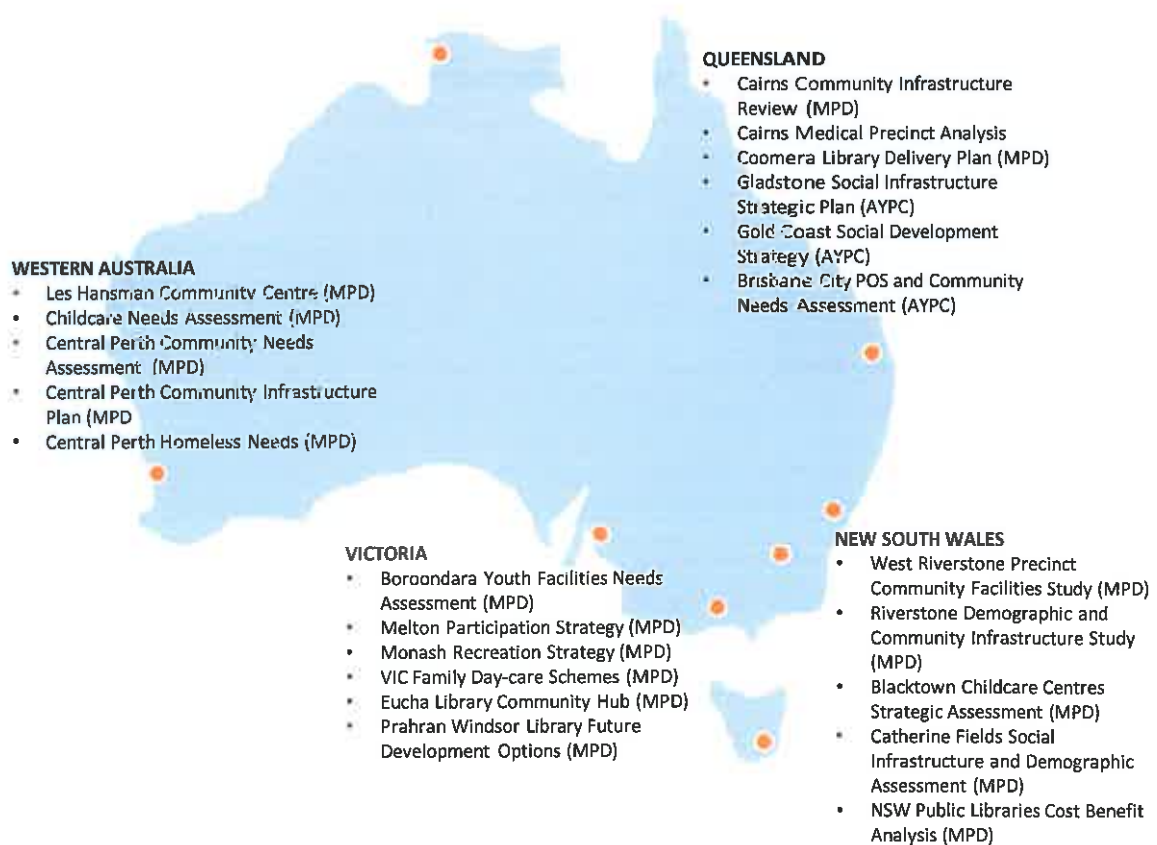 QUEENSLAND
• Cairns Community Infrastructure
Review (MPD)
• Cairns Medical Precinct Analysis
• Coomera Library Delivery Plan (MPD)
• Gladstone Social Infrastructure
Strategic Plan (AYPC)
• Gold Coast Social Development
Strategy (AYPC)
• Brisbane City POS and Community
Needs Assessment (AYPC)
WESTERN AUSTRALIA
• Les Hansman Community Centre (MPD)
• Childcare Needs Assessment (MPD)
• Central Perth Community Needs
Assessment (MPD)
• Central Perth Community Infrastructure
Plan (MPD
• Central Perth Homeless Needs (MPD)
VICTORIA
• Boroondara Youth Facilities Needs
Assessment (MPD)
• Melton Participation Strategy (MPD)
• Monash Recreation Strategy (MPD)
• VIC Family Day-care Schemes (MPD)
• Eucha Library Community Hub (MPD)
• Prahran Windsor Library Future
Development Options (MPD)
NEW SOUTH WALES
• West Riverstone Precinct
Community Facilities Study (MPD)
• Riverstone Demographic and
Community Infrastructure Study
(MPD)
• Blacktown Childcare Centres
Strategic Assessment (MPD)
• Catherine Fields Social
Infrastructure and Demographic
Assessment (MPD)
• NSW Public Libraries Cost Benefit
Analysis (MPD)